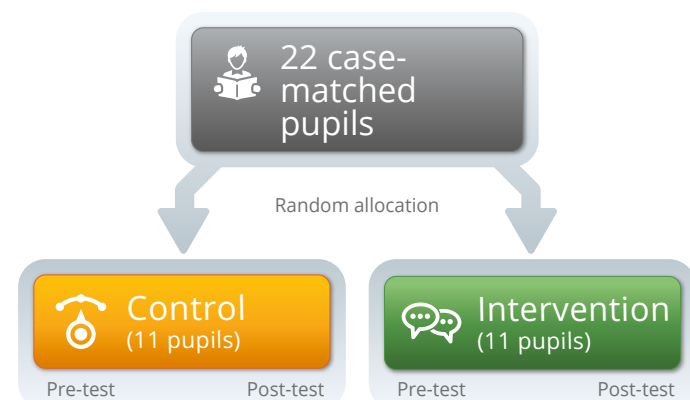 22 case-
matched
pupils
Random allocation
Control
(11 pupils)
Intervention
(11 pupils)
Pre-test
Post-test
Pre-test
Post-test